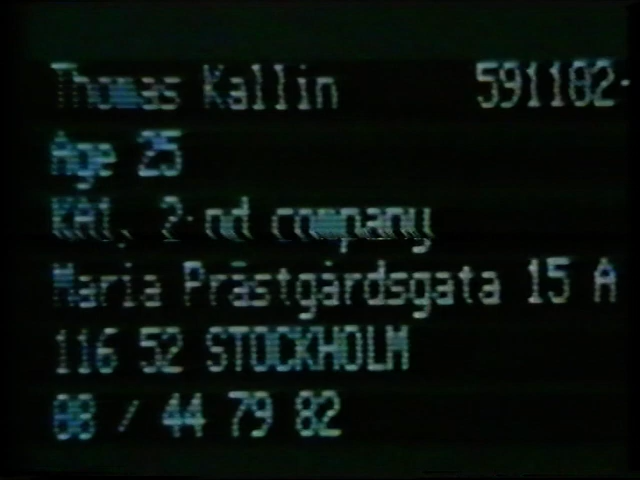 Thomas Kallin 591102-
Age 25
KA1, 2-nd company
Maria Prästgårdsgata 15 A
116 52 STOCKHOLM
08 / 44 79 82